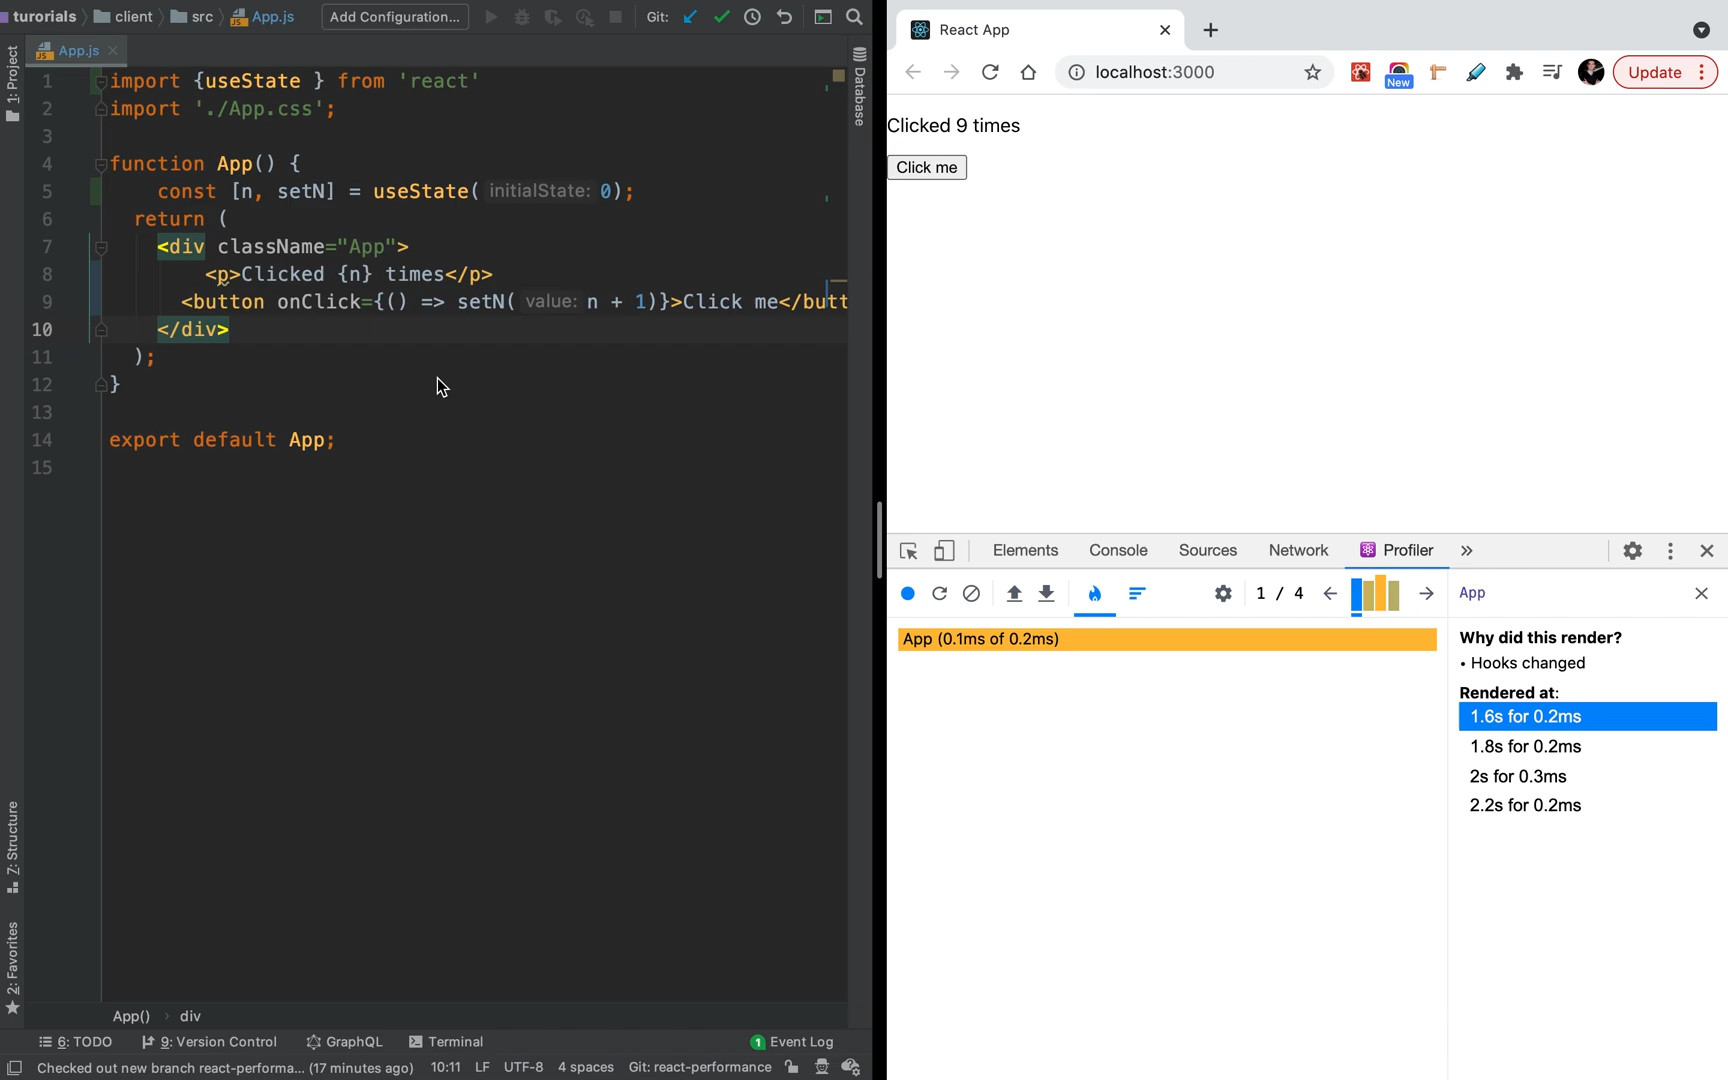 turorials client src App.js Add Configuration... Git:
App.js
1: Project
Database
1 import {useState } from 'react'
2 import './App.css';
3
4 function App() {
5 const [n, setN] = useState( initialState: 0);
6 return (
7 <div className="App">
8 <p>Clicked {n} times</p>
9 <button onClick={() => setN( value: n + 1)}>Click me</butt
10 </div>
11 );
12 }
13
14 export default App;
15
Z: Structure
2: Favorites
App() › div
6: TODO 9: Version Control GraphQL Terminal 1 Event Log
Checked out new branch react-performa... (17 minutes ago) 10:11 LF UTF-8 4 spaces Git: react-performance
React App
localhost:3000 New Update
Clicked 9 times
Click me
Elements Console Sources Network Profiler »
1 / 4 App
App (0.1ms of 0.2ms)
Why did this render?
• Hooks changed
Rendered at:
1.6s for 0.2ms
1.8s for 0.2ms
2s for 0.3ms
2.2s for 0.2ms